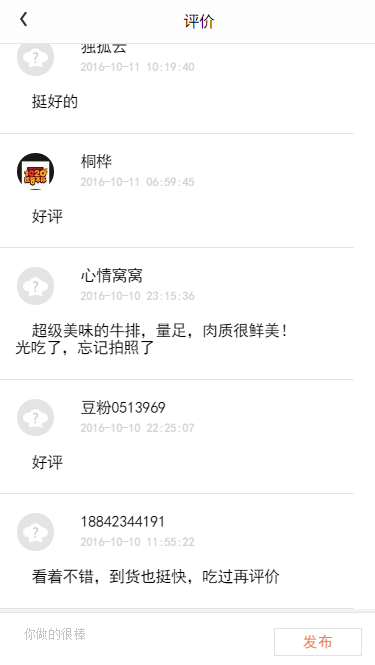 评价
独孤云
2016-10-11 10:19:40
挺好的
桐桦
2016-10-11 06:59:45
好评
心情窝窝
2016-10-10 23:15:36
超级美味的牛排，量足，肉质很鲜美！
光吃了，忘记拍照了
豆粉0513969
2016-10-10 22:25:07
好评
18842344191
2016-10-10 11:55:22
看着不错，到货也挺快，吃过再评价
你做的很棒
发布